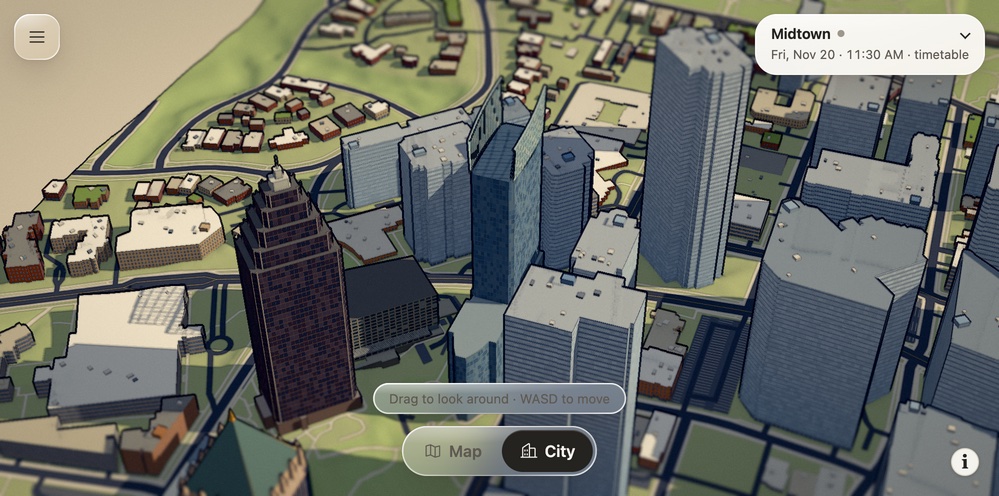 Midtown
Fri, Nov 20 · 11:30 AM · timetable
Drag to look around · WASD to move
Map
City